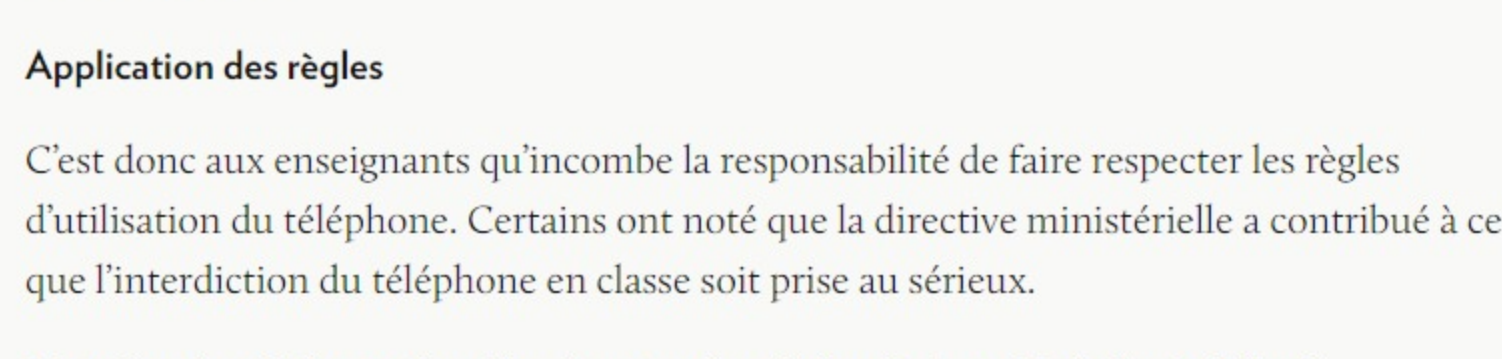 Application des règles
C’est donc aux enseignants qu’incombe la responsabilité de faire respecter les règles
d’utilisation du téléphone. Certains ont noté que la directive ministérielle a contribué à ce
que l’interdiction du téléphone en classe soit prise au sérieux.